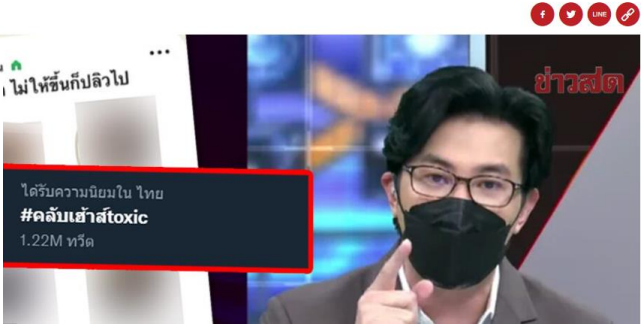 LINE
ไม่ให้ขึ้นก็ปลิวไป
ข่าวสด
ได้รับความนิยมใน ไทย
#คลับเฮ้าส์toxic
1.22M ทวีต